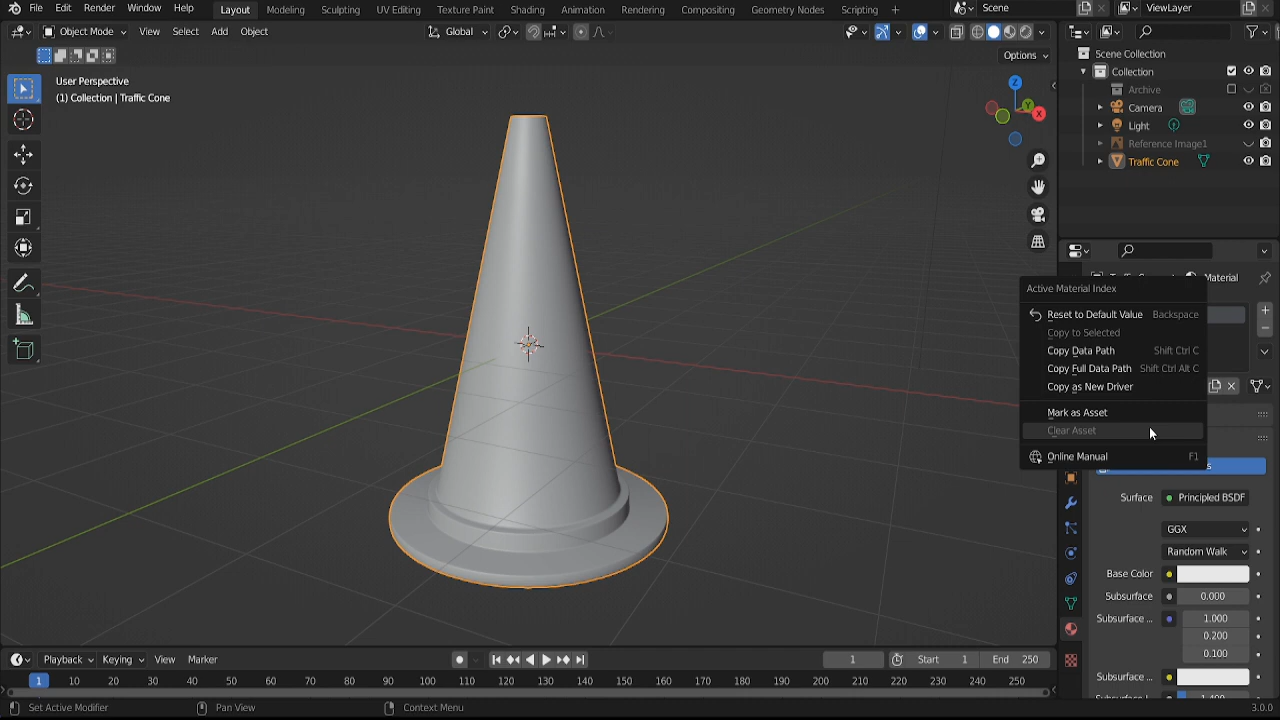 File Edit Render Window Help Layout Modeling Sculpting UV Editing Texture Paint Shading Animation Rendering Compositing Geometry Nodes Scripting + Scene ViewLayer
Object Mode View Select Add Object Global
Options
User Perspective
(1) Collection | Traffic Cone
Z
Y
X
Scene Collection
Collection
Archive
Camera
Light
Reference Image1
Traffic Cone
Material
Active Material Index
Reset to Default Value Backspace
Copy to Selected
Copy Data Path Shift Ctrl C
Copy Full Data Path Shift Ctrl Alt C
Copy as New Driver
Mark as Asset
Clear Asset
Online Manual F1
Surface Principled BSDF
GGX
Random Walk
Base Color
Subsurface 0.000
Subsurface ... 1.000
0.200
0.100
Subsurface ...
Playback Keying View Marker 1 Start 1 End 250
1 10 20 30 40 50 60 70 80 90 100 110 120 130 140 150 160 170 180 190 200 210 220 230 240 250
Set Active Modifier Pan View Context Menu 3.0.0